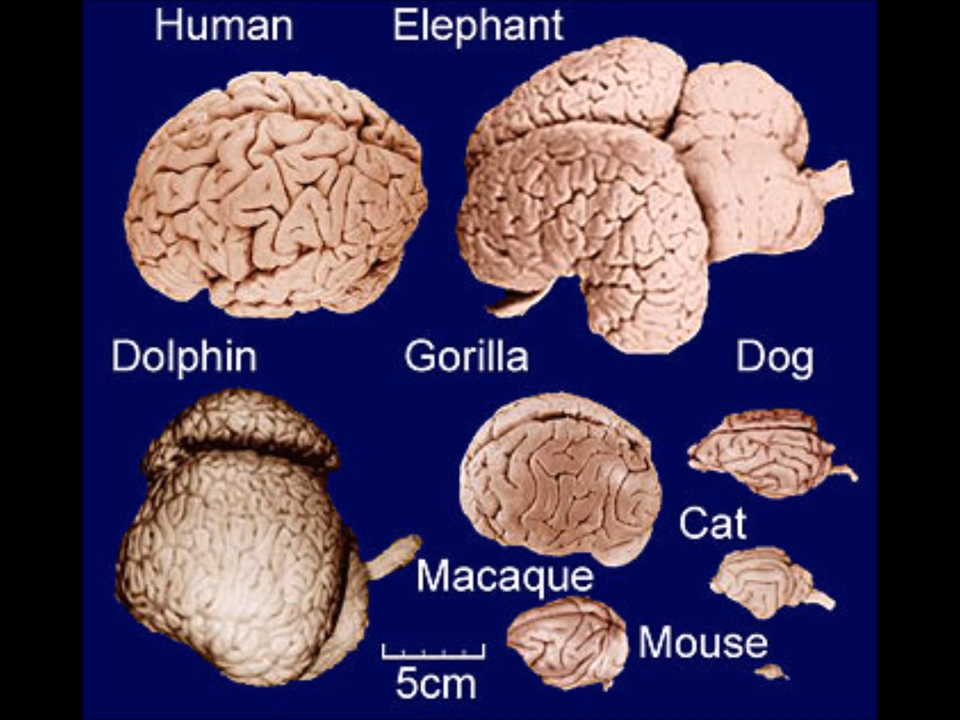 Human
Elephant
Dolphin
Gorilla
Dog
Cat
Macaque
Mouse
5cm